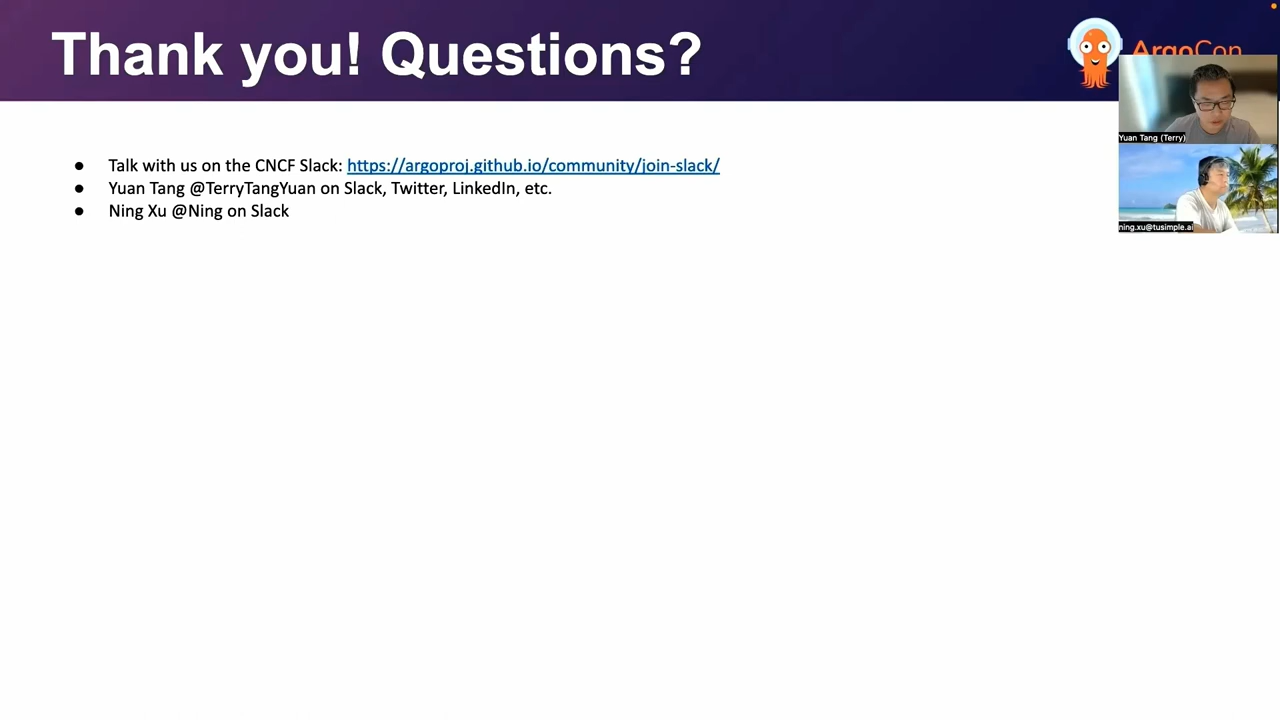 Thank you! Questions?
ArgoCon
Yuan Tang (Terry)
● Talk with us on the CNCF Slack: https://argoproj.github.io/community/join-slack/
● Yuan Tang @TerryTangYuan on Slack, Twitter, LinkedIn, etc.
● Ning Xu @Ning on Slack
ning.xu@tusimple.ai